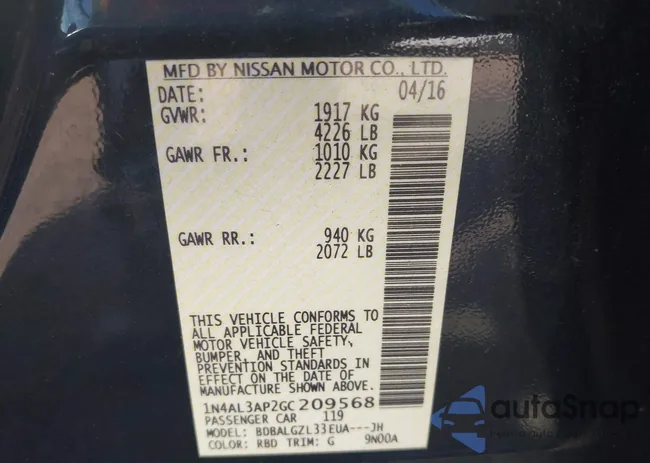 MFD BY NISSAN MOTOR CO., LTD.
DATE: 04/16
GVWR: 1917 KG
4226 LB
GAWR FR.: 1010 KG
2227 LB
GAWR RR.: 940 KG
2072 LB
THIS VEHICLE CONFORMS TO
ALL APPLICABLE FEDERAL
MOTOR VEHICLE SAFETY,
BUMPER, AND THEFT
PREVENTION STANDARDS IN
EFFECT ON THE DATE OF
MANUFACTURE SHOWN ABOVE.
1N4AL3AP2GC209568
PASSENGER CAR 119
MODEL: BDBALGZL33EUA---JH
COLOR: RBD TRIM: G 9N00A
autoSnap